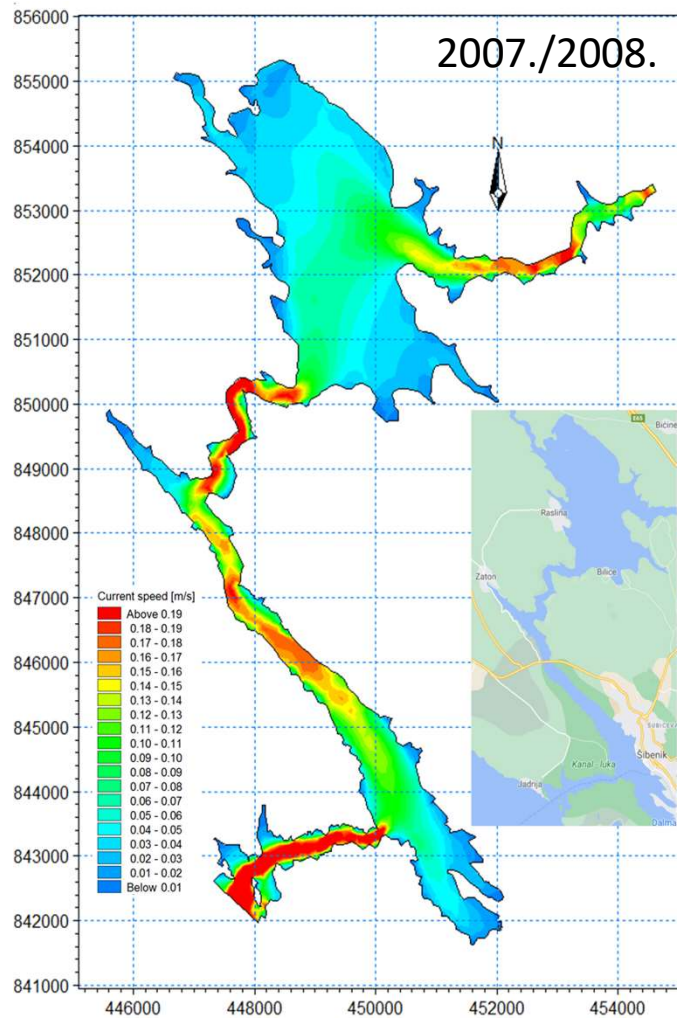 2007./2008.
856000
855000
854000
853000
852000
851000
850000
849000
848000
847000
846000
845000
844000
843000
842000
841000
N
Current speed [m/s]
Above 0.19
0.18 - 0.19
0.17 - 0.18
0.16 - 0.17
0.15 - 0.16
0.14 - 0.15
0.13 - 0.14
0.12 - 0.13
0.11 - 0.12
0.10 - 0.11
0.09 - 0.10
0.08 - 0.09
0.07 - 0.08
0.06 - 0.07
0.05 - 0.06
0.04 - 0.05
0.03 - 0.04
0.02 - 0.03
0.01 - 0.02
Below 0.01
E65
Bićine
Raslina
Zaton
Bilice
Šibenik
Kanal Luka
Jadrija
Dalma
446000 448000 450000 452000 454000